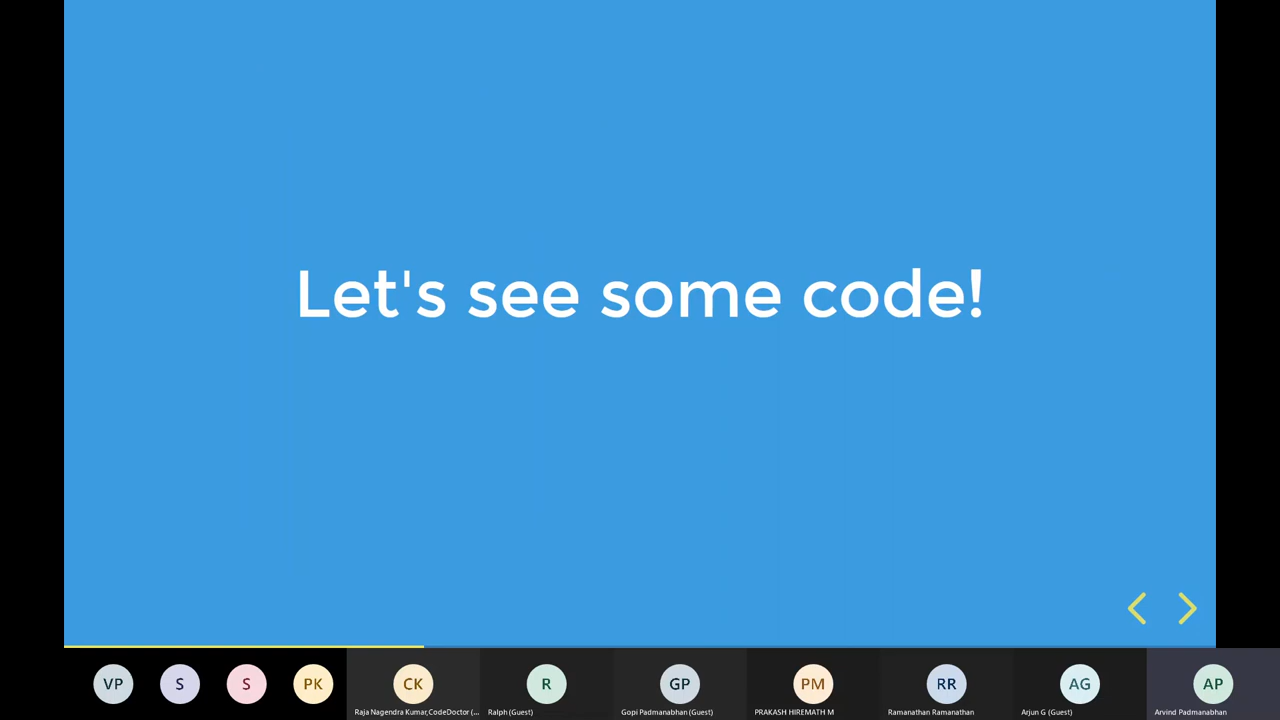 Let's see some code!
VP
S
S
PK
CK
R
GP
PM
RR
AG
AP
Raja Nagendra Kumar,CodeDoctor (...
Ralph (Guest)
Gopi Padmanabhan (Guest)
PRAKASH HIREMATH M
Ramanathan Ramanathan
Arjun G (Guest)
Arvind Padmanabhan